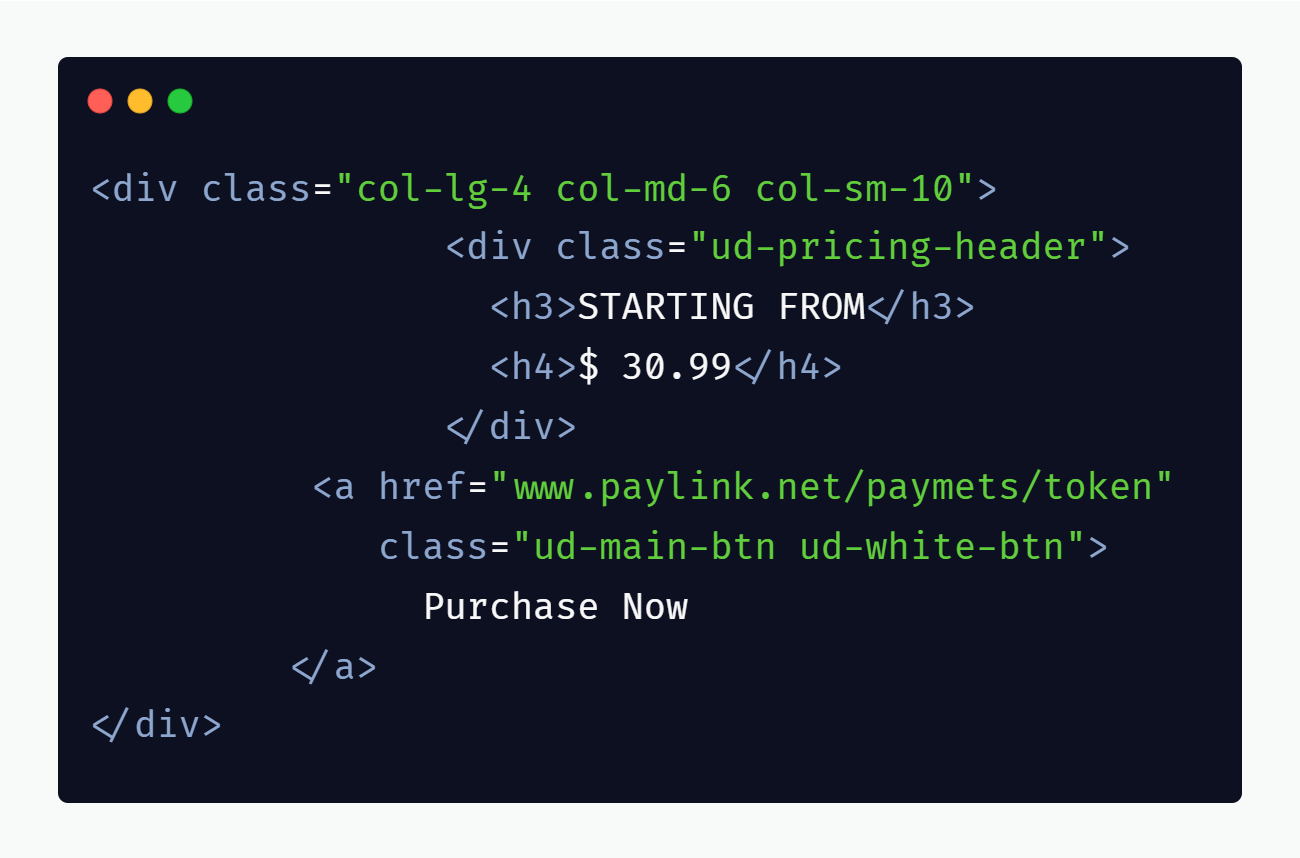 <div class="col-lg-4 col-md-6 col-sm-10">
<div class="ud-pricing-header">
<h3>STARTING FROM</h3>
<h4>$ 30.99</h4>
</div>
<a href="www.paylink.net/paymets/token"
class="ud-main-btn ud-white-btn">
Purchase Now
</a>
</div>